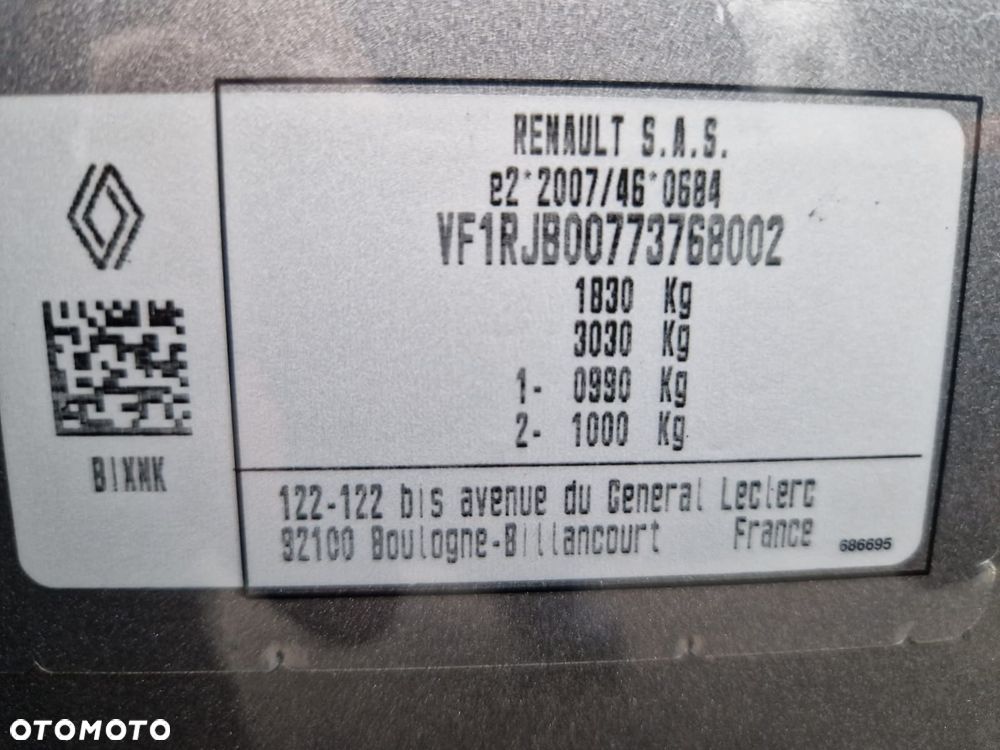 RENAULT S.A.S.
e2*2007/46*0684
VF1RJB00773768002
1830 Kg
3030 Kg
1- 0990 Kg
2- 1000 Kg
BIXNK
122-122 bis avenue du General Leclerc
92100 Boulogne-Billancourt France
686695
OTOMOTO